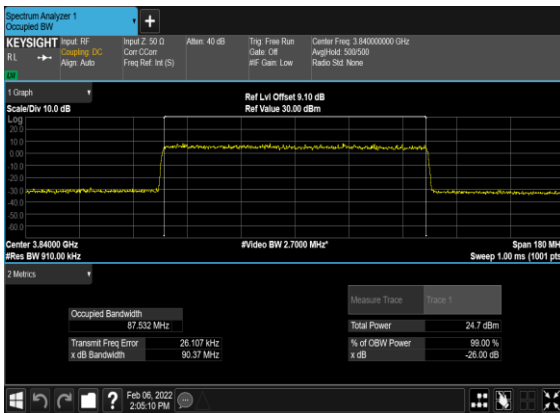 Spectrum Analyzer 1
Occupied BW
KEYSIGHT Input: RF Input Z: 50 Ω Atten: 40 dB Trig: Free Run Center Freq: 3.840000000 GHz
RL Coupling: DC Corr CCorr Gate: Off Avg|Hold: 500/500
Align: Auto Freq Ref: Int (S) #IF Gain: Low Radio Std: None
LV
1 Graph
Ref Lvl Offset 9.10 dB
Scale/Div 10.0 dB Ref Value 30.00 dBm
Log
20.0
10.0
0.00
-10.0
-20.0
-30.0
-40.0
-50.0
-60.0
Center 3.84000 GHz #Video BW 2.7000 MHz* Span 180 MH
#Res BW 910.00 kHz Sweep 1.00 ms (1001 pts
2 Metrics
Measure Trace Trace 1
Occupied Bandwidth
87.532 MHz Total Power 24.7 dBm
Transmit Freq Error 26.107 kHz % of OBW Power 99.00 %
x dB Bandwidth 90.37 MHz x dB -26.00 dB
? Feb 06, 2022
2:05:10 PM